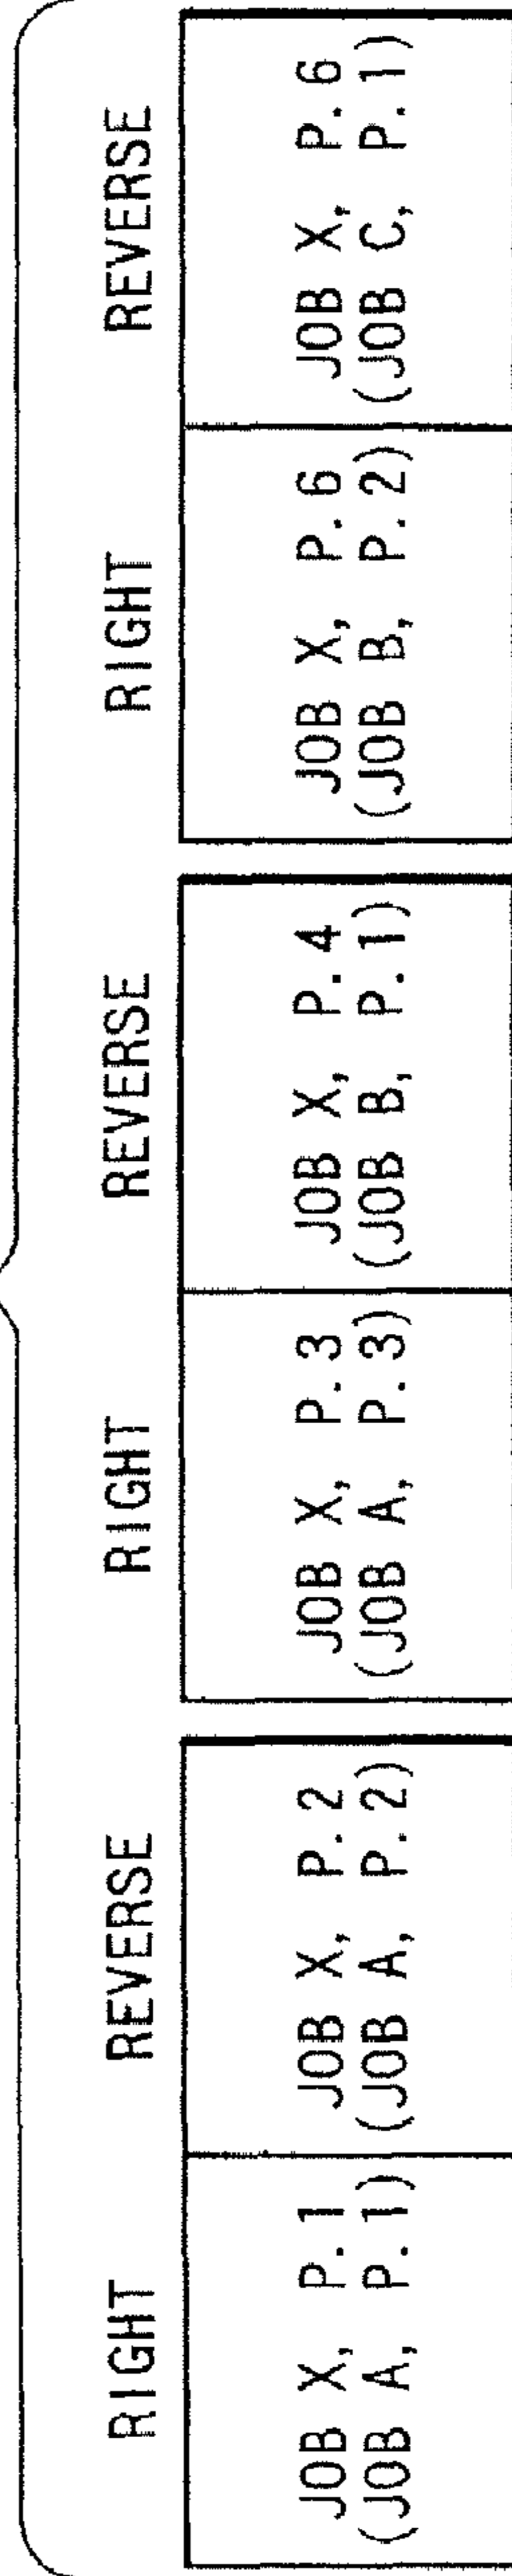 RIGHT
JOB X, P. 1
(JOB A, P. 1)
REVERSE
JOB X, P. 2
(JOB A, P. 2)
RIGHT
JOB X, P. 3
(JOB A, P. 3)
REVERSE
JOB X, P. 4
(JOB B, P. 1)
RIGHT
JOB X, P. 6
(JOB B, P. 2)
REVERSE
JOB X, P. 6
(JOB C, P. 1)